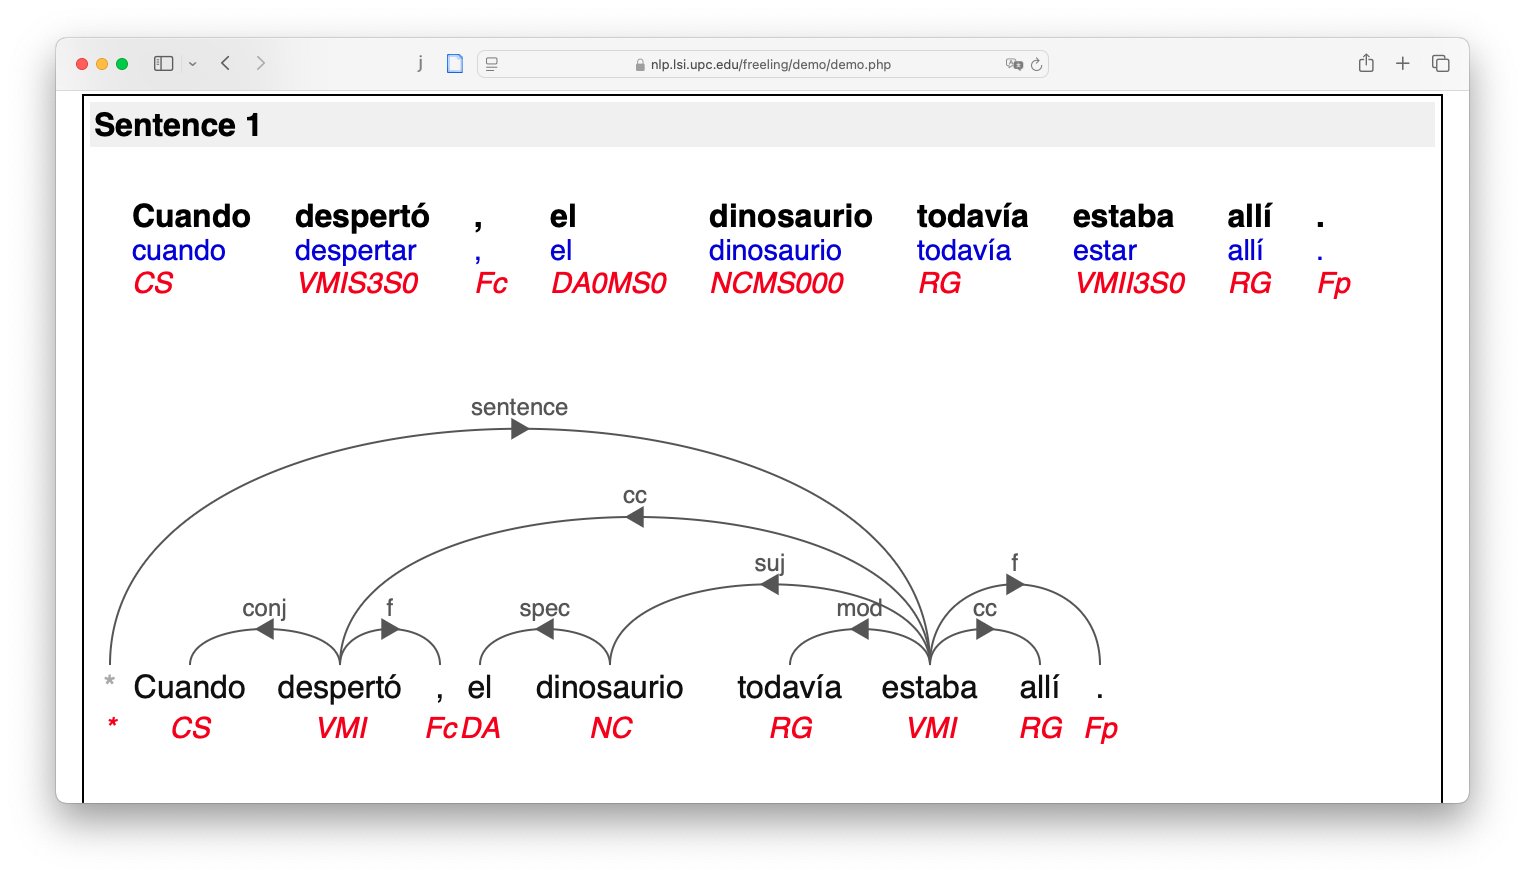 j
nlp.lsi.upc.edu/freeling/demo/demo.php
Sentence 1
Cuando despertó , el dinosaurio todavía estaba allí .
cuando despertar , el dinosaurio todavía estar allí .
CS VMIS3S0 Fc DA0MS0 NCMS000 RG VMII3S0 RG Fp
sentence
cc
suj f
conj f spec mod cc
* Cuando despertó , el dinosaurio todavía estaba allí .
* CS VMI Fc DA NC RG VMI RG Fp